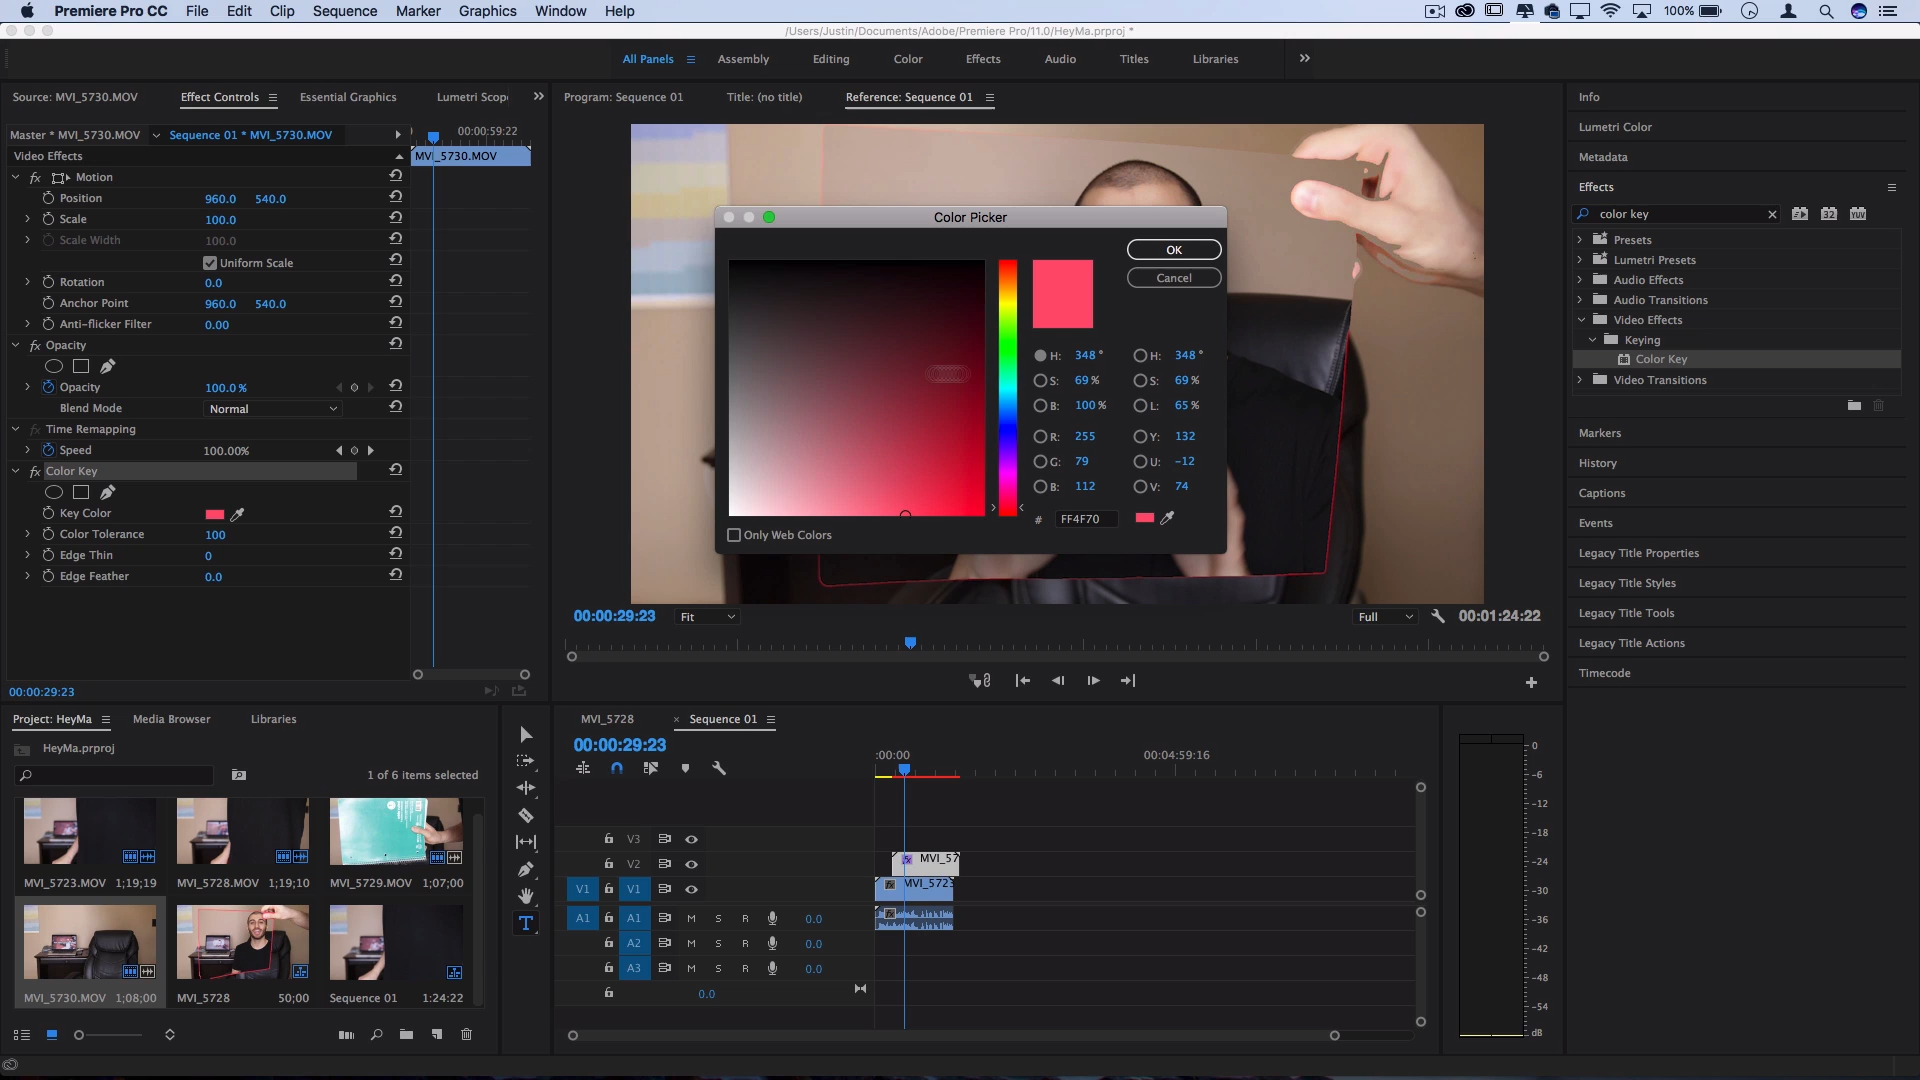 Premiere Pro CC File Edit Clip Sequence Marker Graphics Window Help 100%
/Users/Justin/Documents/Adobe/Premiere Pro/11.0/HeyMa.prproj *
All Panels Assembly Editing Color Effects Audio Titles Libraries
Source: MVI_5730.MOV Effect Controls Essential Graphics Lumetri Scop
Master * MVI_5730.MOV Sequence 01 * MVI_5730.MOV
00:00:59:22
Video Effects
MVI_5730.MOV
fx Motion
Position 960.0 540.0
Scale 100.0
Scale Width 100.0
Uniform Scale
Rotation 0.0
Anchor Point 960.0 540.0
Anti-flicker Filter 0.00
fx Opacity
Opacity 100.0 %
Blend Mode Normal
fx Time Remapping
Speed 100.00%
fx Color Key
Key Color
Color Tolerance 100
Edge Thin 0
Edge Feather 0.0
00:00:29:23
Program: Sequence 01 Title: (no title) Reference: Sequence 01
Color Picker
OK
Cancel
H: 348 ° H: 348 °
S: 69 % S: 69 %
B: 100 % L: 65 %
R: 255 Y: 132
G: 79 U: -12
B: 112 V: 74
# FF4F70
Only Web Colors
00:00:29:23 Fit Full 00:01:24:22
Info
Lumetri Color
Metadata
Effects
color key 32 YUV
Presets
Lumetri Presets
Audio Effects
Audio Transitions
Video Effects
Keying
Color Key
Video Transitions
Markers
History
Captions
Events
Legacy Title Properties
Legacy Title Styles
Legacy Title Tools
Legacy Title Actions
Timecode
Project: HeyMa Media Browser Libraries
HeyMa.prproj
1 of 6 items selected
MVI_5723.MOV 1;19;19 MVI_5728.MOV 1;19;10 MVI_5729.MOV 1;07;00
MVI_5730.MOV 1;08;00 MVI_5728 50;00 Sequence 01 1:24:22
T
MVI_5728 × Sequence 01
00:00:29:23
:00:00 00:04:59:16
V3
V2 fx MVI_57
V1 V1 fx MVI_5723
A1 A1 M S R 0.0 fx
A2 M S R 0.0
A3 M S R 0.0
0.0
0
-6
-12
-18
-24
-30
-36
-42
-48
-54
dB